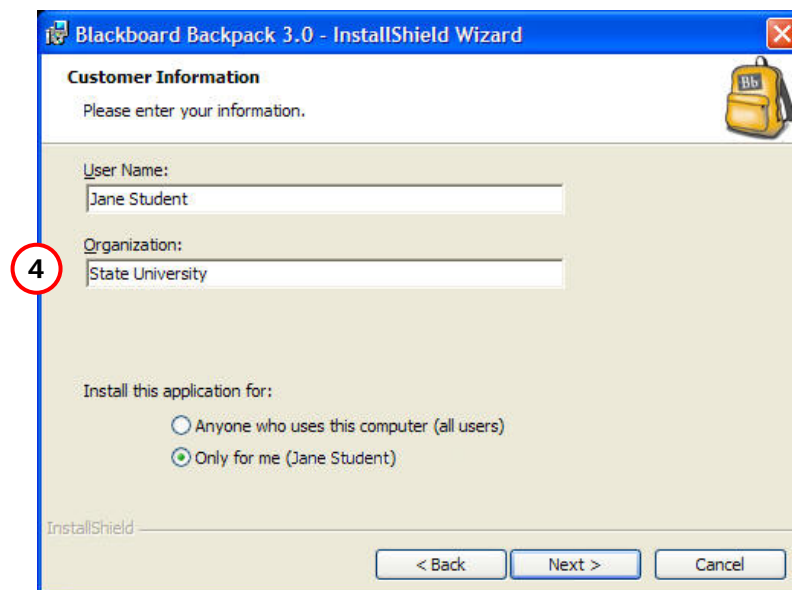 Blackboard Backpack 3.0 - InstallShield Wizard
Customer Information
Please enter your information.
Bb
User Name:
Jane Student
Organization:
4
State University
Install this application for:
Anyone who uses this computer (all users)
Only for me (Jane Student)
InstallShield
< Back Next > Cancel